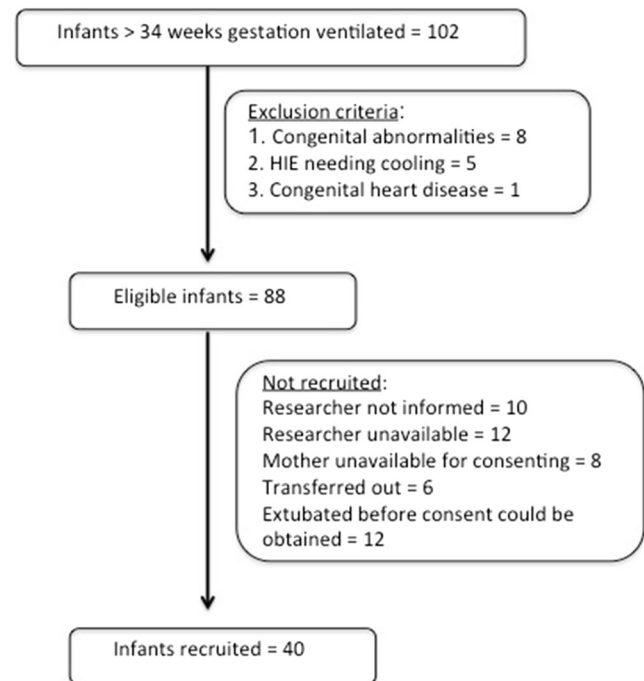 Infants > 34 weeks gestation ventilated = 102
Exclusion criteria:
1. Congenital abnormalities = 8
2. HIE needing cooling = 5
3. Congenital heart disease = 1
Eligible infants = 88
Not recruited:
Researcher not informed = 10
Researcher unavailable = 12
Mother unavailable for consenting = 8
Transferred out = 6
Extubated before consent could be
obtained = 12
Infants recruited = 40